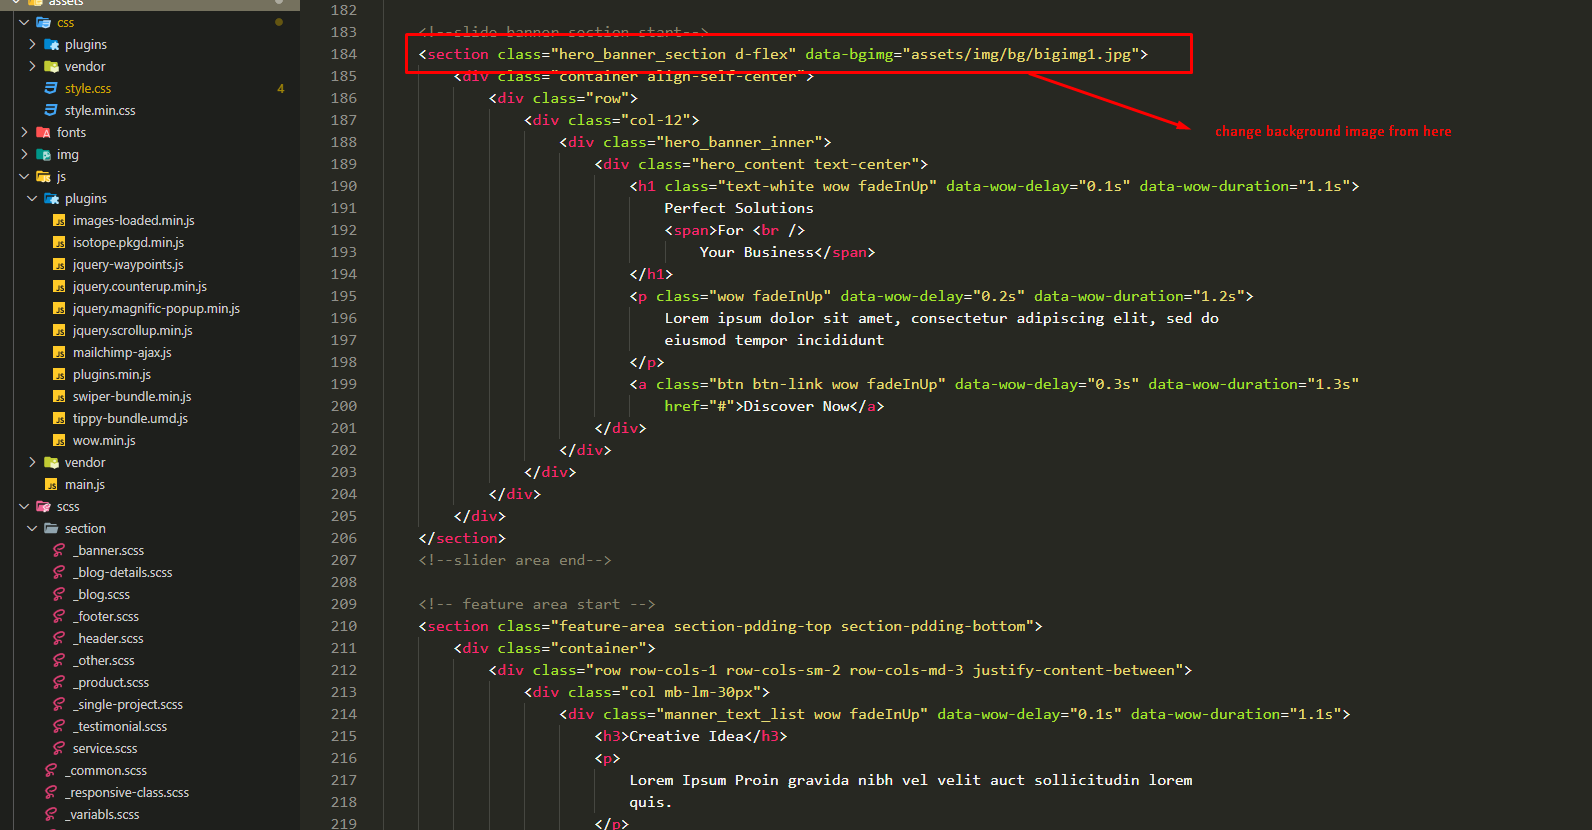 assets
css
plugins
vendor
style.css 4
style.min.css
fonts
img
js
plugins
images-loaded.min.js
isotope.pkgd.min.js
jquery-waypoints.js
jquery.counterup.min.js
jquery.magnific-popup.min.js
jquery.scrollup.min.js
mailchimp-ajax.js
plugins.min.js
swiper-bundle.min.js
tippy-bundle.umd.js
wow.min.js
vendor
main.js
scss
section
_banner.scss
_blog-details.scss
_blog.scss
_footer.scss
_header.scss
_other.scss
_product.scss
_single-project.scss
_testimonial.scss
service.scss
_common.scss
_responsive-class.scss
_variabls.scss
182
183 <!--slide banner section start-->
184 <section class="hero_banner_section d-flex" data-bgimg="assets/img/bg/bigimg1.jpg">
185 <div class="container align-self-center">
change background image from here
186 <div class="row">
187 <div class="col-12">
188 <div class="hero_banner_inner">
189 <div class="hero_content text-center">
190 <h1 class="text-white wow fadeInUp" data-wow-delay="0.1s" data-wow-duration="1.1s">
191 Perfect Solutions
192 <span>For <br />
193 Your Business</span>
194 </h1>
195 <p class="wow fadeInUp" data-wow-delay="0.2s" data-wow-duration="1.2s">
196 Lorem ipsum dolor sit amet, consectetur adipiscing elit, sed do
197 eiusmod tempor incididunt
198 </p>
199 <a class="btn btn-link wow fadeInUp" data-wow-delay="0.3s" data-wow-duration="1.3s"
200 href="#">Discover Now</a>
201 </div>
202 </div>
203 </div>
204 </div>
205 </div>
206 </section>
207 <!--slider area end-->
208
209 <!-- feature area start -->
210 <section class="feature-area section-pdding-top section-pdding-bottom">
211 <div class="container">
212 <div class="row row-cols-1 row-cols-sm-2 row-cols-md-3 justify-content-between">
213 <div class="col mb-lm-30px">
214 <div class="manner_text_list wow fadeInUp" data-wow-delay="0.1s" data-wow-duration="1.1s">
215 <h3>Creative Idea</h3>
216 <p>
217 Lorem Ipsum Proin gravida nibh vel velit auct sollicitudin lorem
218 quis.
219 </p>